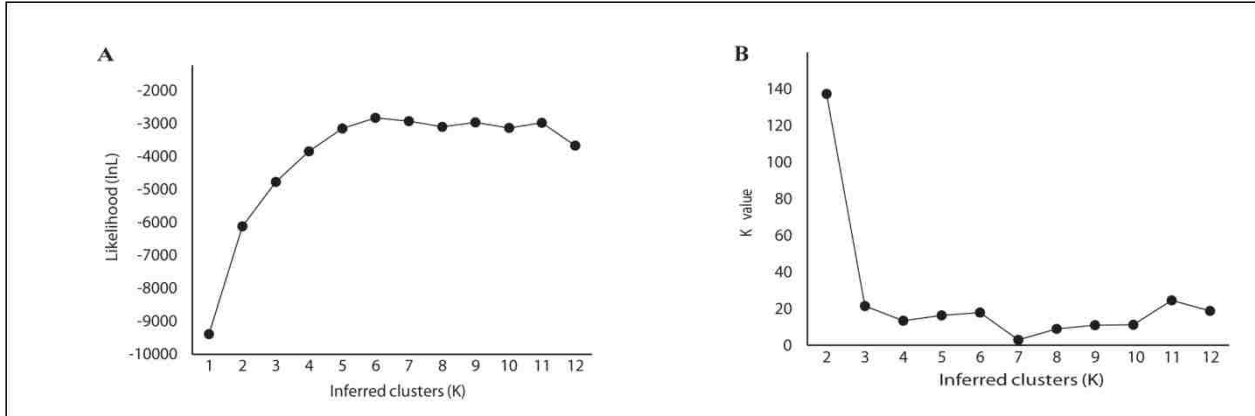 A
Likelihood (lnL)
-2000
-3000
-4000
-5000
-6000
-7000
-8000
-9000
-10000
1 2 3 4 5 6 7 8 9 10 11 12
Inferred clusters (K)
B
K value
140
120
100
80
60
40
20
0
2 3 4 5 6 7 8 9 10 11 12
Inferred clusters (K)